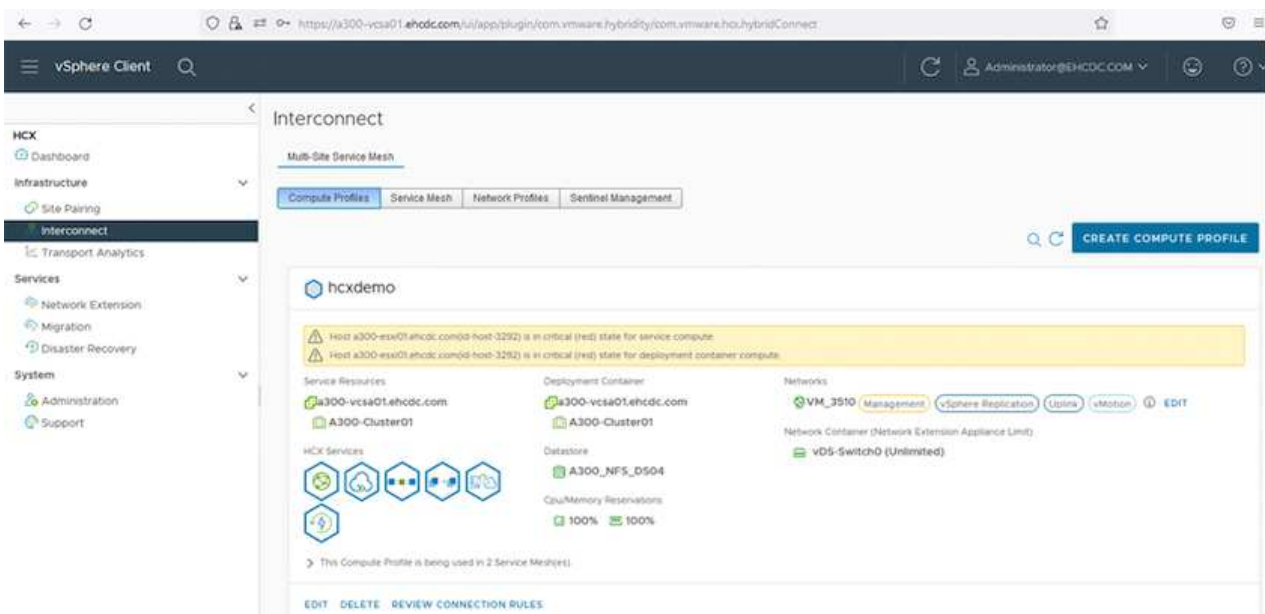 https://a300-vcsa01.ehcdc.com/ui/app/plugin/com.vmware.hybridity/com.vmware.hcx.hybridConnect
vSphere Client
Administrator@EHCDC.COM
HCX
Dashboard
Infrastructure
Site Pairing
Interconnect
Transport Analytics
Services
Network Extension
Migration
Disaster Recovery
System
Administration
Support
Interconnect
Multi-Site Service Mesh
Compute Profiles Service Mesh Network Profiles Sentinel Management
CREATE COMPUTE PROFILE
hcxdemo
Host a300-esxi01.ehcdc.com(id-host-3292) is in critical (red) state for service compute.
Host a300-esxi01.ehcdc.com(id-host-3292) is in critical (red) state for deployment container compute.
Service Resources
a300-vcsa01.ehcdc.com
A300-Cluster01
HCX Services
Deployment Container
a300-vcsa01.ehcdc.com
A300-Cluster01
Datastore
A300_NFS_DS04
Cpu/Memory Reservations
100% 100%
Networks
VM_3510 Management vSphere Replication Uplink vMotion EDIT
Network Container (Network Extension Appliance Limit)
vDS-Switch0 (Unlimited)
This Compute Profile is being used in 2 Service Mesh(es).
EDIT DELETE REVIEW CONNECTION RULES